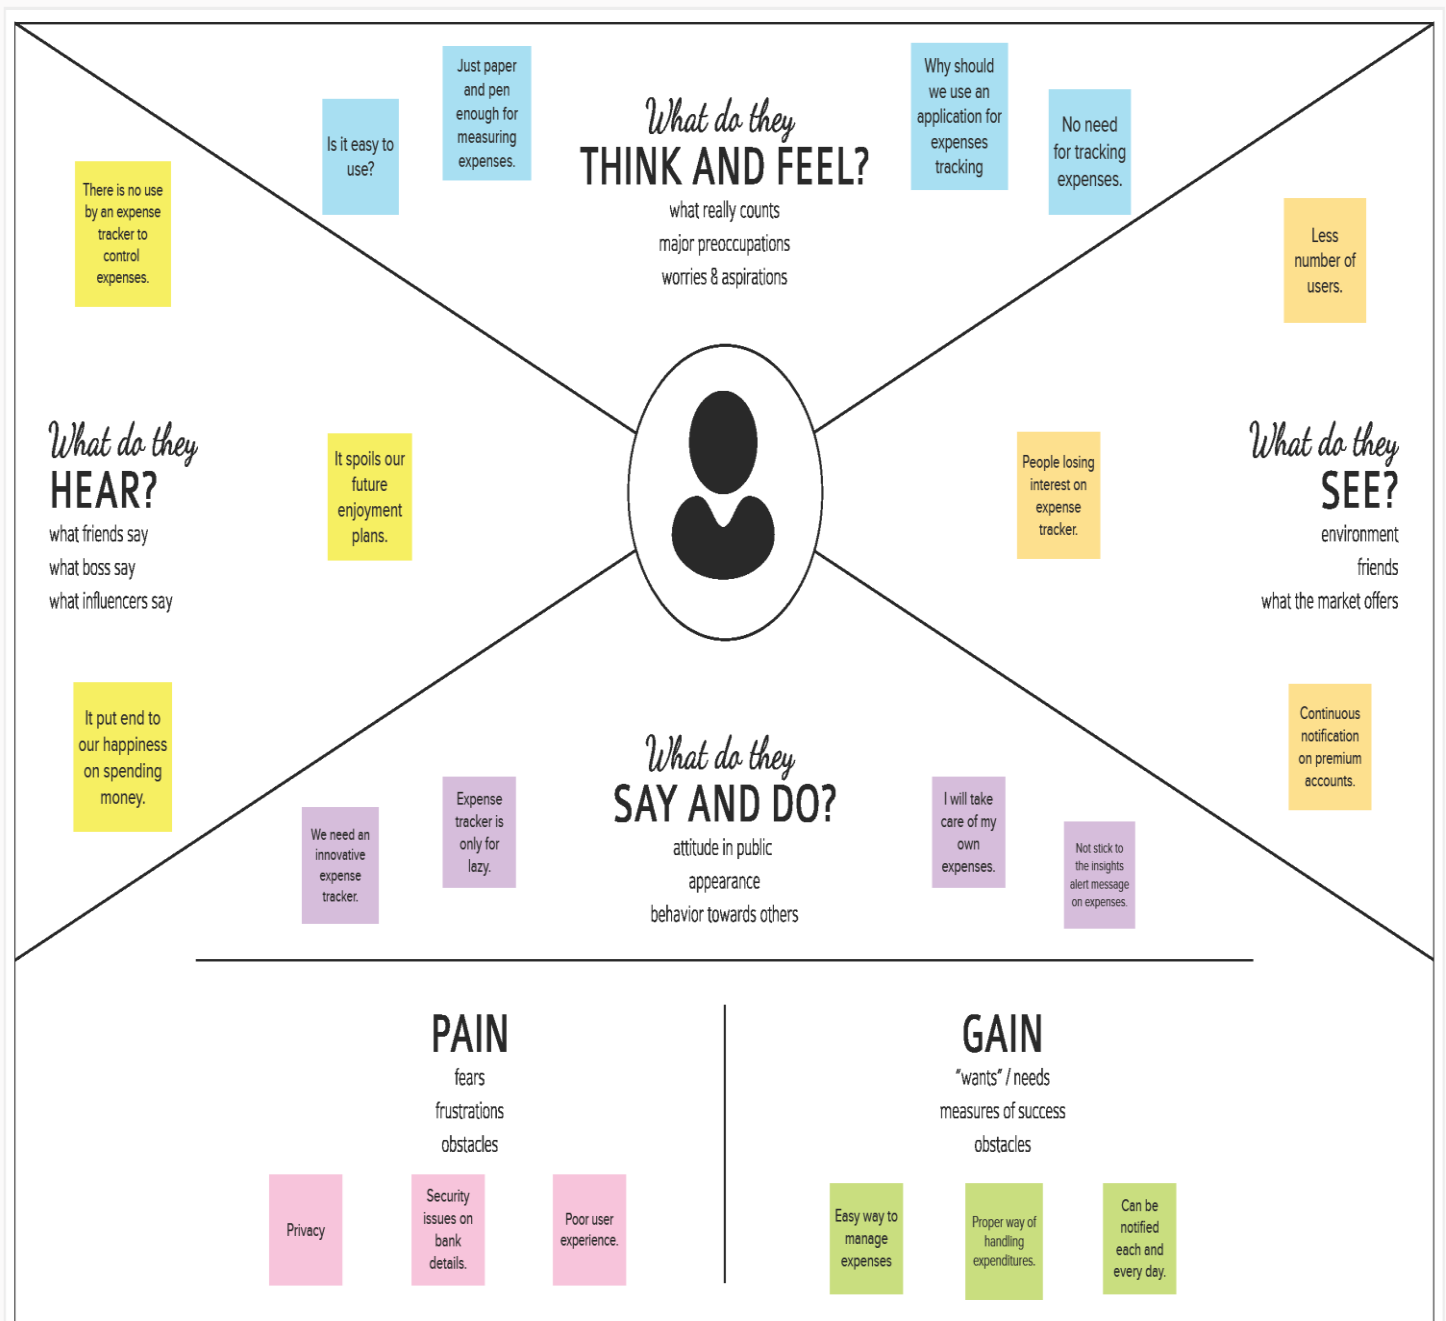 Is it easy to
use?
Just paper
and pen
enough for
measuring
expenses.
What do they
THINK AND FEEL?
what really counts
major preoccupations
worries & aspirations
Why should
we use an
application for
expenses
tracking
No need
for tracking
expenses.
There is no use
by an expense
tracker to
control
expenses.
What do they
HEAR?
what friends say
what boss say
what influencers say
It spoils our
future
enjoyment
plans.
It put end to
our happiness
on spending
money.
Less
number of
users.
People losing
interest on
expense
tracker.
What do they
SEE?
environment
friends
what the market offers
Continuous
notification
on premium
accounts.
We need an
innovative
expense
tracker.
Expense
tracker is
only for
lazy.
What do they
SAY AND DO?
attitude in public
appearance
behavior towards others
I will take
care of my
own
expenses.
Not stick to
the insights
alert message
on expenses.
PAIN
fears
frustrations
obstacles
Privacy
Security
issues on
bank
details.
Poor user
experience.
GAIN
“wants” / needs
measures of success
obstacles
Easy way to
manage
expenses
Proper way of
handling
expenditures.
Can be
notified
each and
every day.